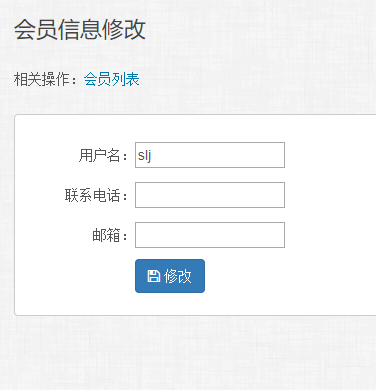 会员信息修改
相关操作：会员列表
用户名：slj
联系电话：
邮箱：
修改